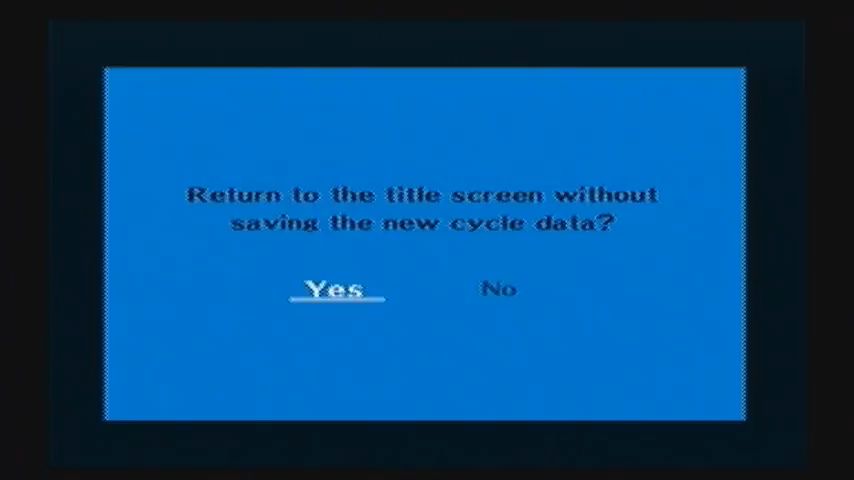 Return to the title screen without
saving the new cycle data?
Yes No